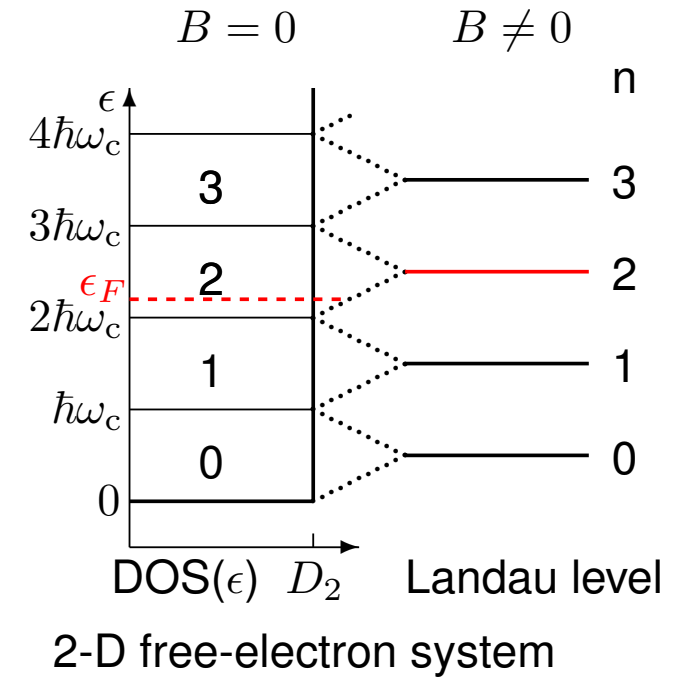 B = 0 B ≠ 0
n
ϵ
4ħω_c
3 3
3ħω_c
2 2
ϵ_F
2ħω_c
1 1
ħω_c
0 0
0
DOS(ϵ) D_2 Landau level
2-D free-electron system